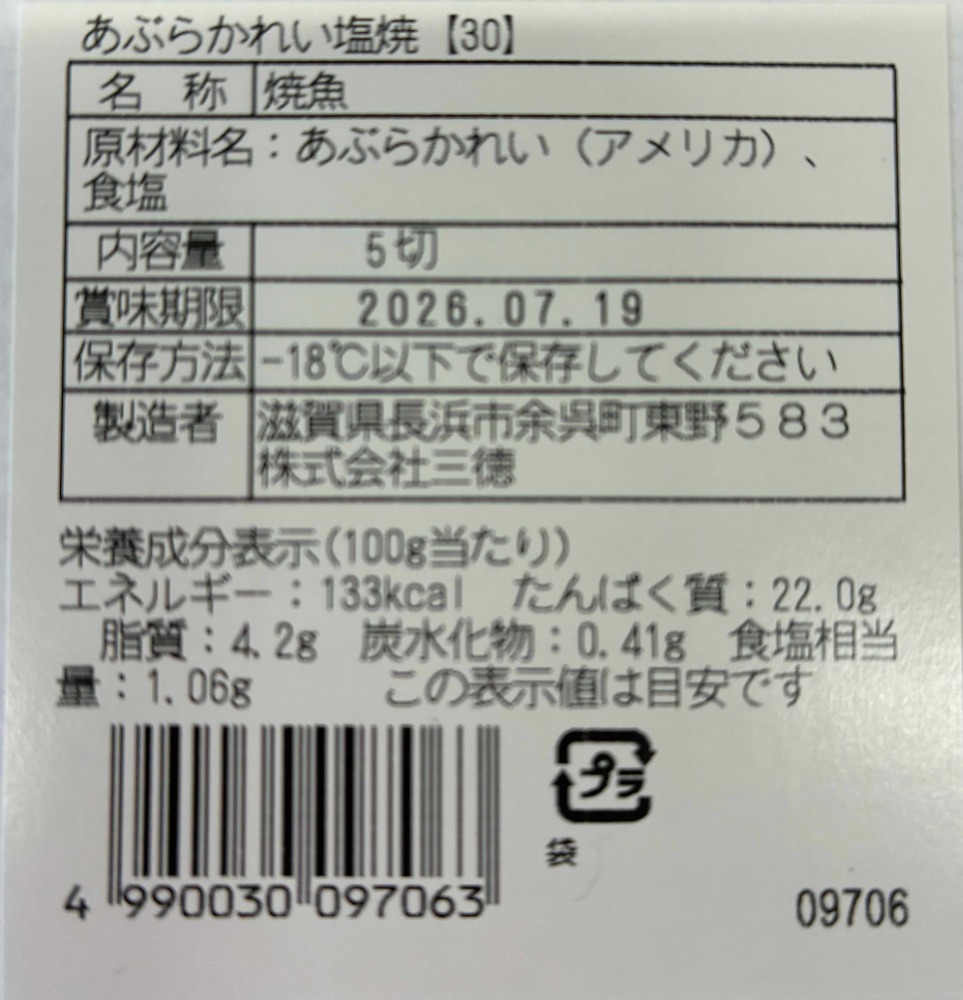 あぶらかれい塩焼【30】
名 称 焼魚
原材料名：あぶらかれい（アメリカ）、
食塩
内容量 5切
賞味期限 2026.07.19
保存方法 -18℃以下で保存してください
製造者 滋賀県長浜市余呉町東野５８３
株式会社三徳
栄養成分表示(100g当たり)
エネルギー：133kcal たんぱく質：22.0g
脂質：4.2g 炭水化物：0.41g 食塩相当
量：1.06g この表示値は目安です
プラ
袋
4 990030 097063
09706